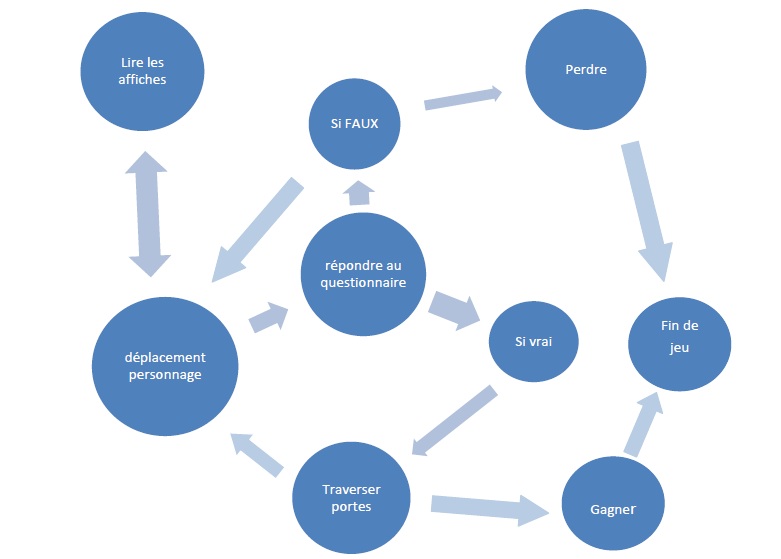 Lire les
affiches
Perdre
Si FAUX
répondre au
questionnaire
Si vrai
Fin de
jeu
déplacement
personnage
Traverser
portes
Gagner